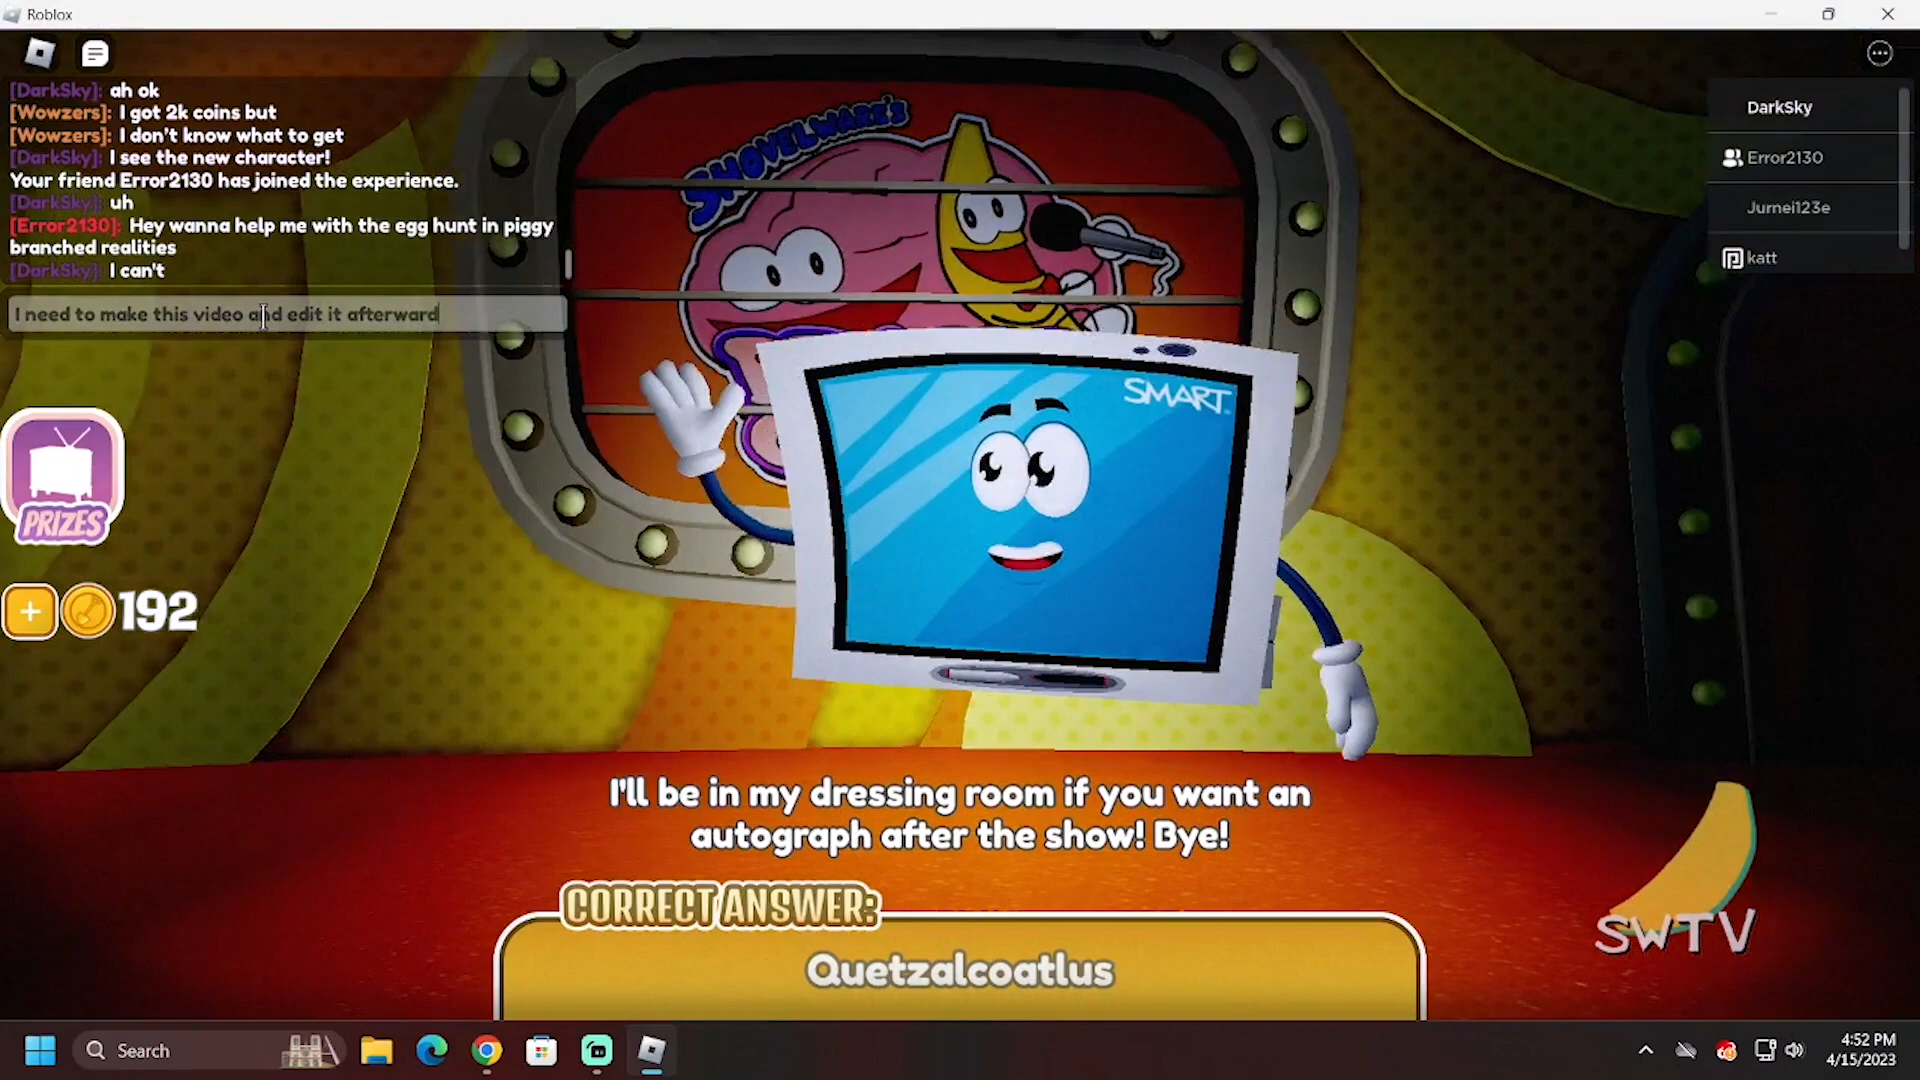 Roblox
[DarkSky]: ah ok
[Wowzers]: I got 2k coins but
[Wowzers]: I don't know what to get
[DarkSky]: I see the new character!
Your friend Error2130 has joined the experience.
[DarkSky]: uh
[Error2130]: Hey wanna help me with the egg hunt in piggy
branched realities
[DarkSky]: I can't
I need to make this video and edit it afterward
DarkSky
Error2130
Jurnei123e
katt
SHOVELWARE'S
SMART
PRIZES
192
I'll be in my dressing room if you want an
autograph after the show! Bye!
CORRECT ANSWER:
Quetzalcoatlus
SWTV
Search
4:52 PM
4/15/2023